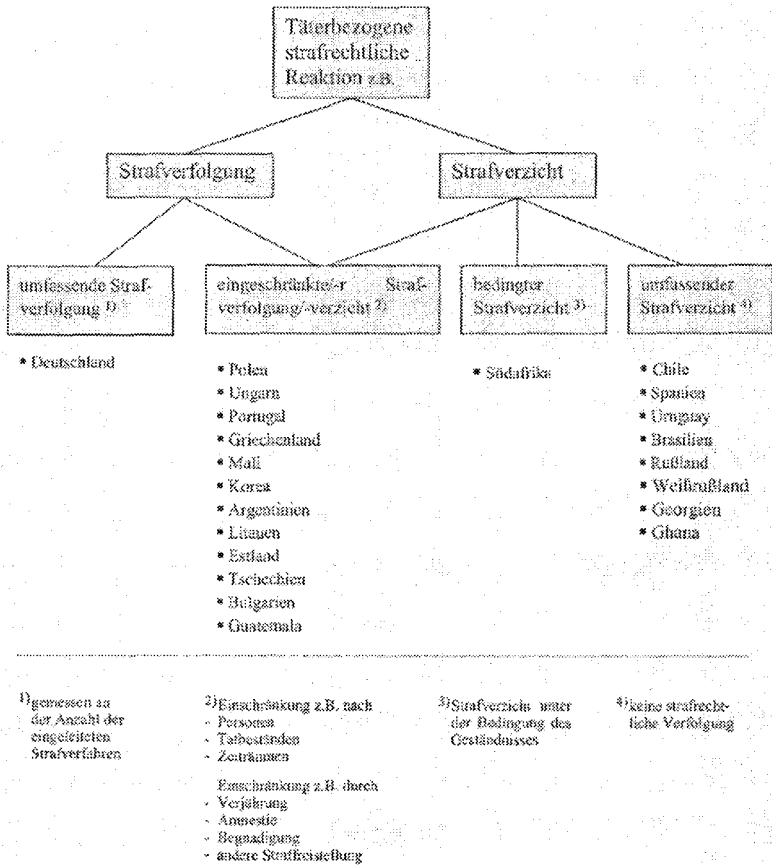 Täterbezogene
strafrechtliche
Reaktion z.B.
Strafverfolgung
Strafverzicht
umfassende Straf-
verfolgung 1)
eingeschränkte/-r Straf-
verfolgung/-verzicht 2)
bedingter
Strafverzicht 3)
umfassender
Strafverzicht 4)
▪ Deutschland
▪ Polen
▪ Ungarn
▪ Portugal
▪ Griechenland
▪ Mali
▪ Korea
▪ Argentinien
▪ Litauen
▪ Estland
▪ Tschechien
▪ Bulgarien
▪ Guatemala
▪ Südafrika
▪ Chile
▪ Spanien
▪ Uruguay
▪ Brasilien
▪ Rußland
▪ Weißrußland
▪ Georgien
▪ Ghana
1) gemessen an
der Anzahl der
eingeleiteten
Strafverfahren
2) Einschränkung z.B. nach
- Personen
- Tatbeständen
- Zeiträumen
Einschränkung z.B. durch
- Verjährung
- Amnestie
- Begnadigung
- andere Straffreistellung
3) Strafverzicht unter
der Bedingung des
Geständnisses
4) keine strafrecht-
liche Verfolgung